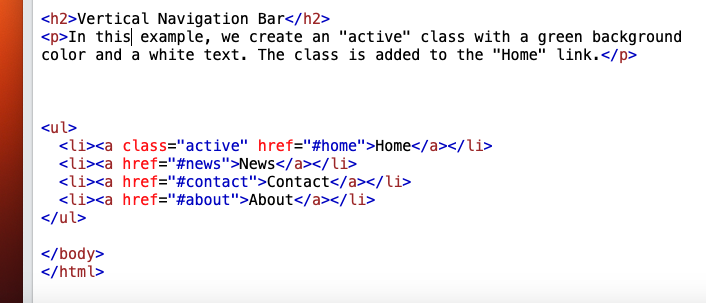 <h2>Vertical Navigation Bar</h2>
<p>In this example, we create an "active" class with a green background
color and a white text. The class is added to the "Home" link.</p>
<ul>
<li><a class="active" href="#home">Home</a></li>
<li><a href="#news">News</a></li>
<li><a href="#contact">Contact</a></li>
<li><a href="#about">About</a></li>
</ul>
</body>
</html>